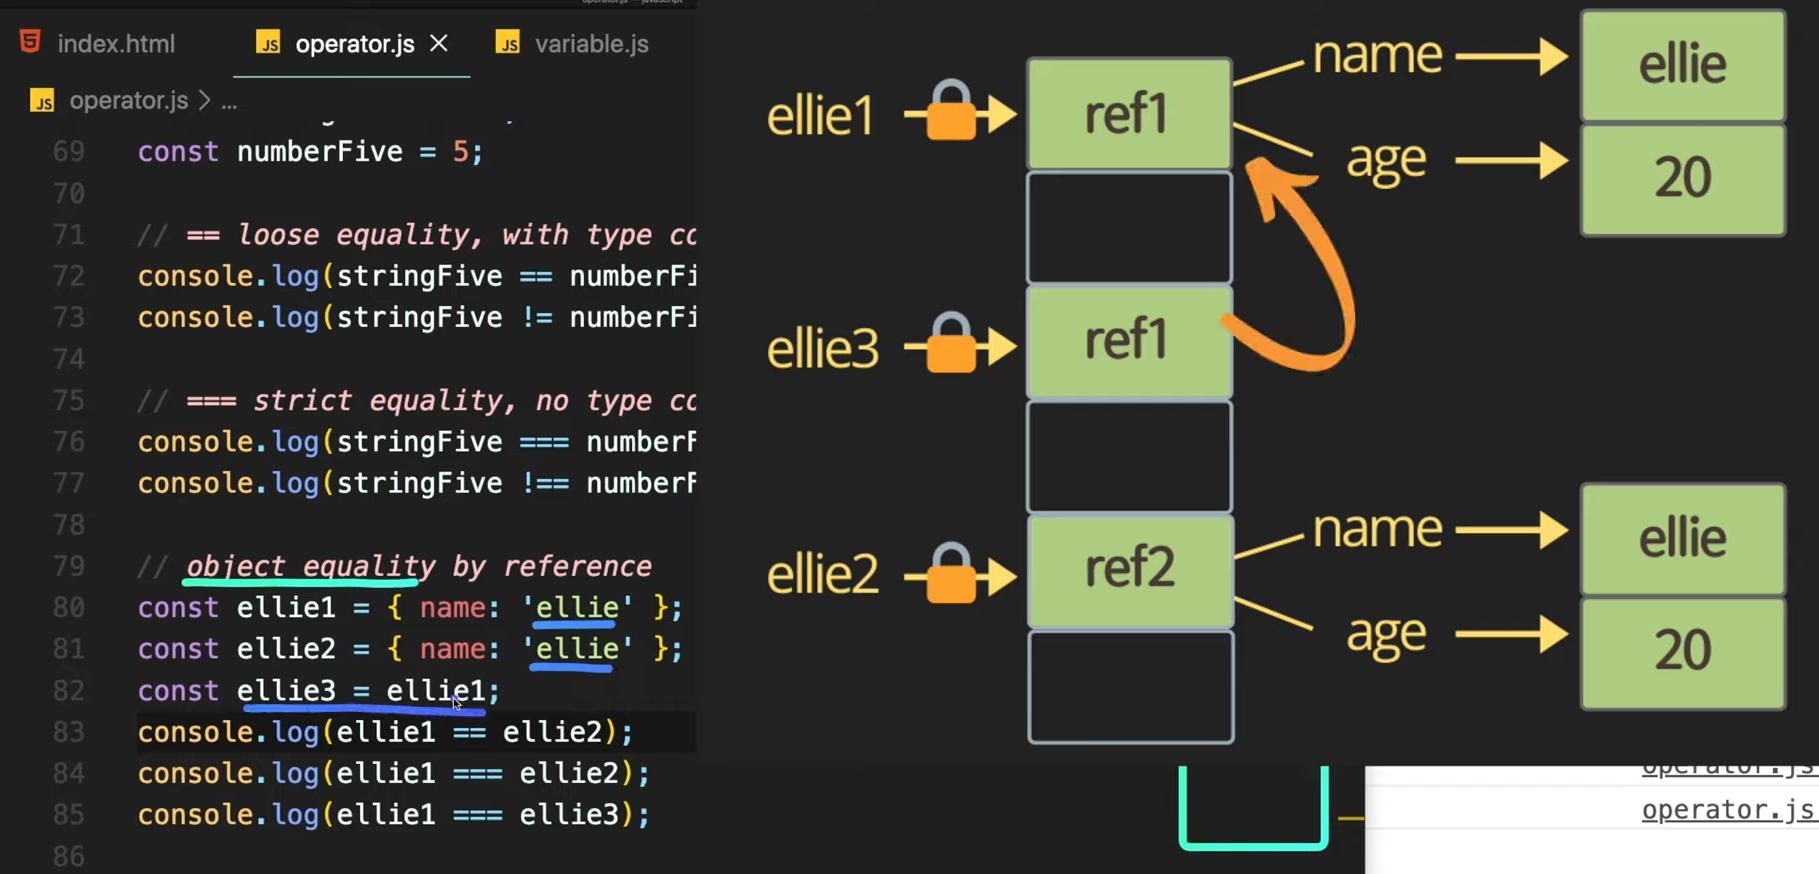 index.html
JS operator.js ×
JS variable.js
JS operator.js > ...
69 const numberFive = 5;
70
71 // == loose equality, with type co
72 console.log(stringFive == numberFi
73 console.log(stringFive != numberFi
74
75 // === strict equality, no type co
76 console.log(stringFive === numberF
77 console.log(stringFive !== numberF
78
79 // object equality by reference
80 const ellie1 = { name: 'ellie' };
81 const ellie2 = { name: 'ellie' };
82 const ellie3 = ellie1;
83 console.log(ellie1 == ellie2);
84 console.log(ellie1 === ellie2);
85 console.log(ellie1 === ellie3);
86
ellie1
ref1
name
ellie
age
20
ellie3
ref1
ellie2
ref2
name
ellie
age
20
operator.js
operator.js